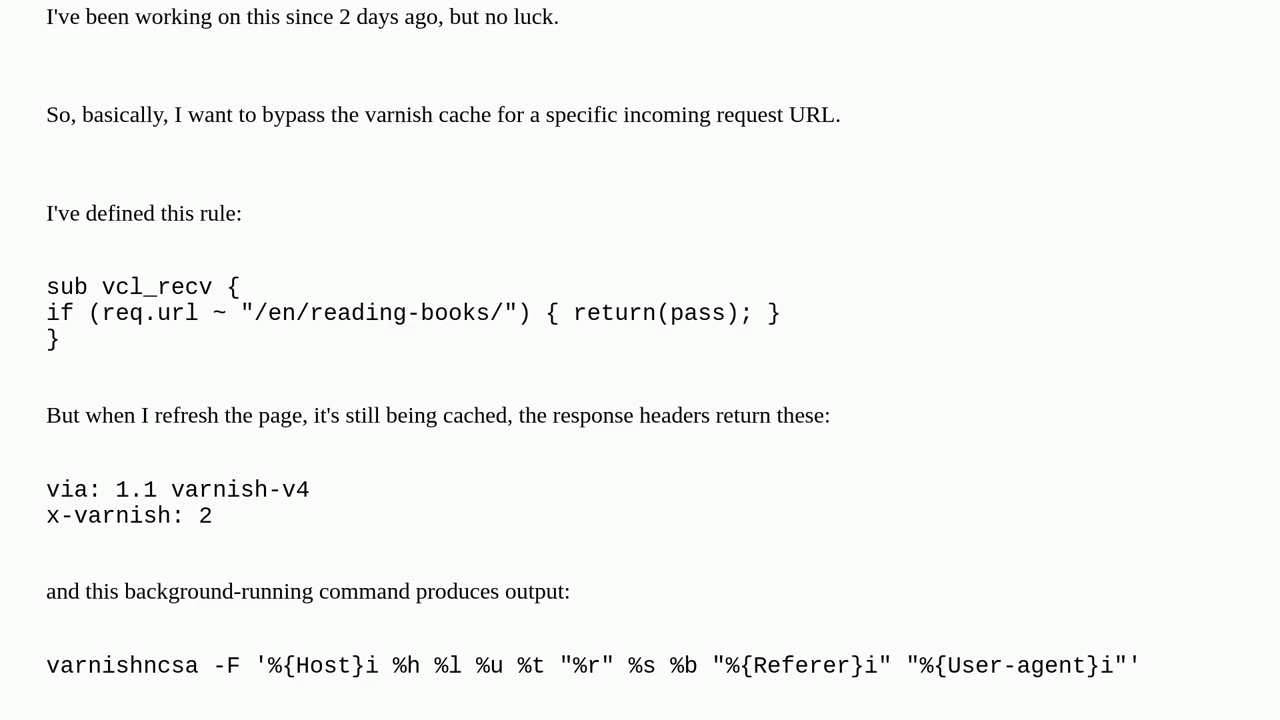 I've been working on this since 2 days ago, but no luck.
So, basically, I want to bypass the varnish cache for a specific incoming request URL.
I've defined this rule:
sub vcl_recv {
if (req.url ~ "/en/reading-books/") { return(pass); }
}
But when I refresh the page, it's still being cached, the response headers return these:
via: 1.1 varnish-v4
x-varnish: 2
and this background-running command produces output:
varnishncsa -F '%{Host}i %h %l %u %t "%r" %s %b "%{Referer}i" "%{User-agent}i"'